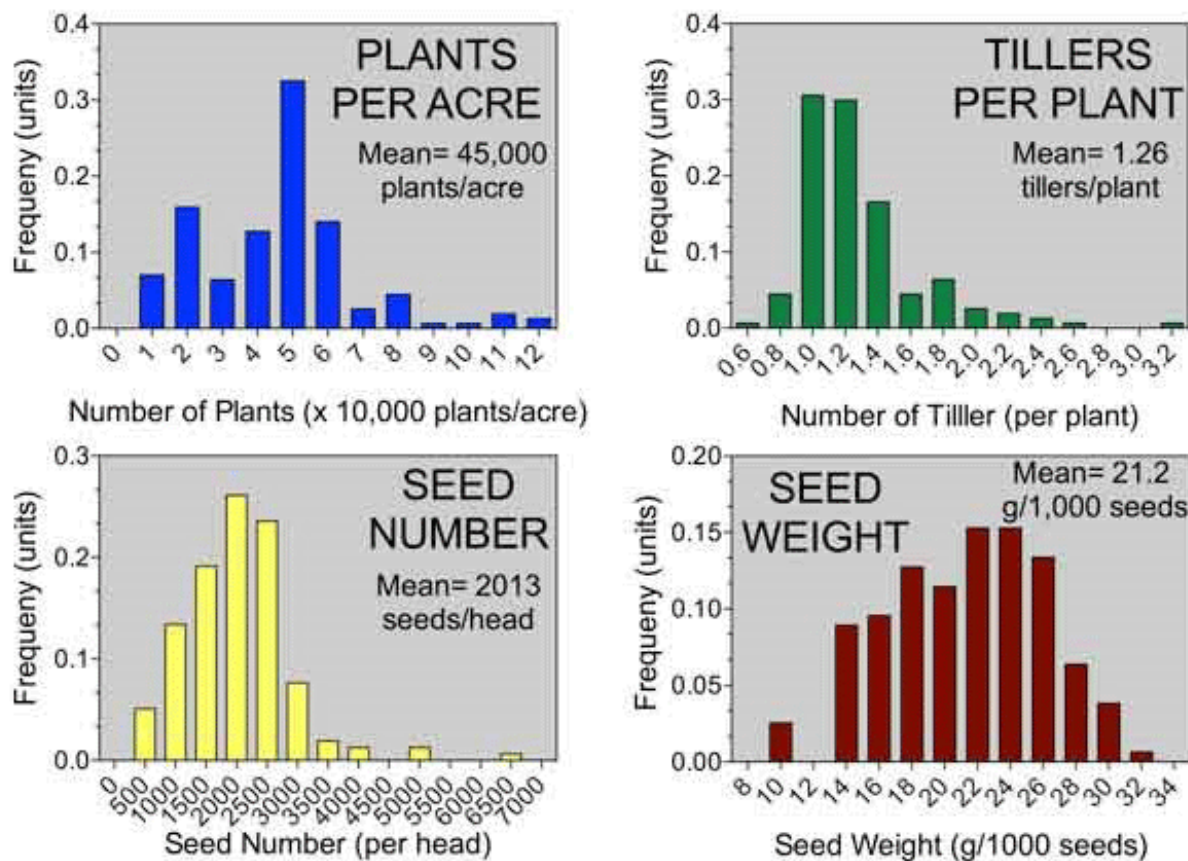 PLANTS
PER ACRE
Mean= 45,000
plants/acre
Frequeny (units)
0.4
0.3
0.2
0.1
0.0
0 1 2 3 4 5 6 7 8 9 10 11 12
Number of Plants (x 10,000 plants/acre)
TILLERS
PER PLANT
Mean= 1.26
tillers/plant
Frequeny (units)
0.4
0.3
0.2
0.1
0.0
0.6 0.8 1.0 1.2 1.4 1.6 1.8 2.0 2.2 2.4 2.6 2.8 3.0 3.2
Number of Tilller (per plant)
SEED
NUMBER
Mean= 2013
seeds/head
Frequeny (units)
0.3
0.2
0.1
0.0
0 500 1000 1500 2000 2500 3000 3500 4000 4500 5000 5500 6000 6500 7000
Seed Number (per head)
SEED
WEIGHT
Mean= 21.2
g/1,000 seeds
Frequeny (units)
0.20
0.15
0.10
0.05
0.00
8 10 12 14 16 18 20 22 24 26 28 30 32 34
Seed Weight (g/1000 seeds)